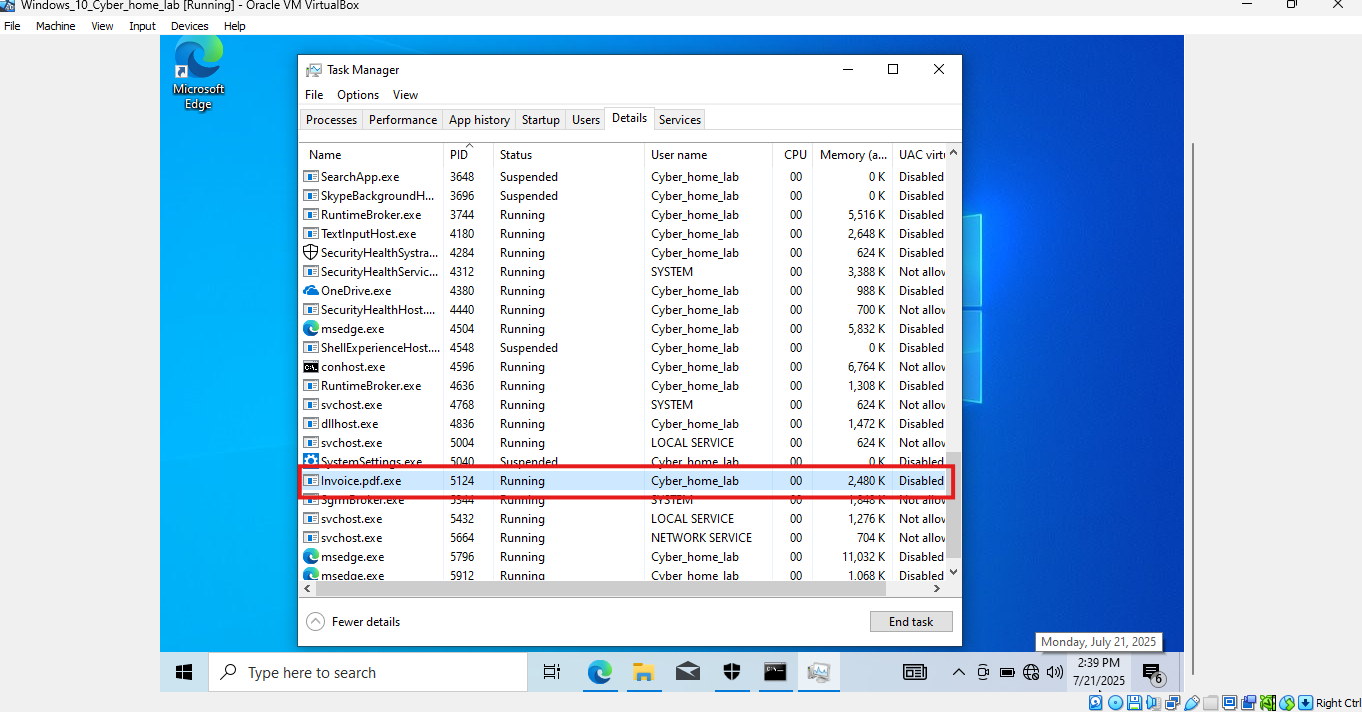 Windows_10_Cyber_home_lab [Running] - Oracle VM VirtualBox
File Machine View Input Devices Help
Microsoft
Edge
Task Manager
File Options View
Processes Performance App history Startup Users Details Services
Name PID Status User name CPU Memory (a... UAC virtu
SearchApp.exe 3648 Suspended Cyber_home_lab 00 0 K Disabled
SkypeBackgroundH... 3696 Suspended Cyber_home_lab 00 0 K Disabled
RuntimeBroker.exe 3744 Running Cyber_home_lab 00 5,516 K Disabled
TextInputHost.exe 4180 Running Cyber_home_lab 00 2,648 K Disabled
SecurityHealthSystra... 4284 Running Cyber_home_lab 00 624 K Disabled
SecurityHealthServic... 4312 Running SYSTEM 00 3,388 K Not allov
OneDrive.exe 4380 Running Cyber_home_lab 00 988 K Disabled
SecurityHealthHost.... 4440 Running Cyber_home_lab 00 700 K Not allov
msedge.exe 4504 Running Cyber_home_lab 00 5,832 K Disabled
ShellExperienceHost.... 4548 Suspended Cyber_home_lab 00 0 K Disabled
conhost.exe 4596 Running Cyber_home_lab 00 6,764 K Not allov
RuntimeBroker.exe 4636 Running Cyber_home_lab 00 1,308 K Disabled
svchost.exe 4768 Running SYSTEM 00 624 K Not allov
dllhost.exe 4836 Running Cyber_home_lab 00 1,472 K Disabled
svchost.exe 5004 Running LOCAL SERVICE 00 624 K Not allov
SystemSettings.exe 5040 Suspended Cyber_home_lab 00 0 K Disabled
Invoice.pdf.exe 5124 Running Cyber_home_lab 00 2,480 K Disabled
SgrmBroker.exe 5344 Running SYSTEM 00 1,848 K Not allov
svchost.exe 5432 Running LOCAL SERVICE 00 1,276 K Not allov
svchost.exe 5664 Running NETWORK SERVICE 00 704 K Not allov
msedge.exe 5796 Running Cyber_home_lab 00 11,032 K Disabled
msedge.exe 5912 Running Cyber_home_lab 00 1,068 K Disabled
Fewer details End task
Monday, July 21, 2025
Type here to search
2:39 PM
7/21/2025
6
Right Ctrl